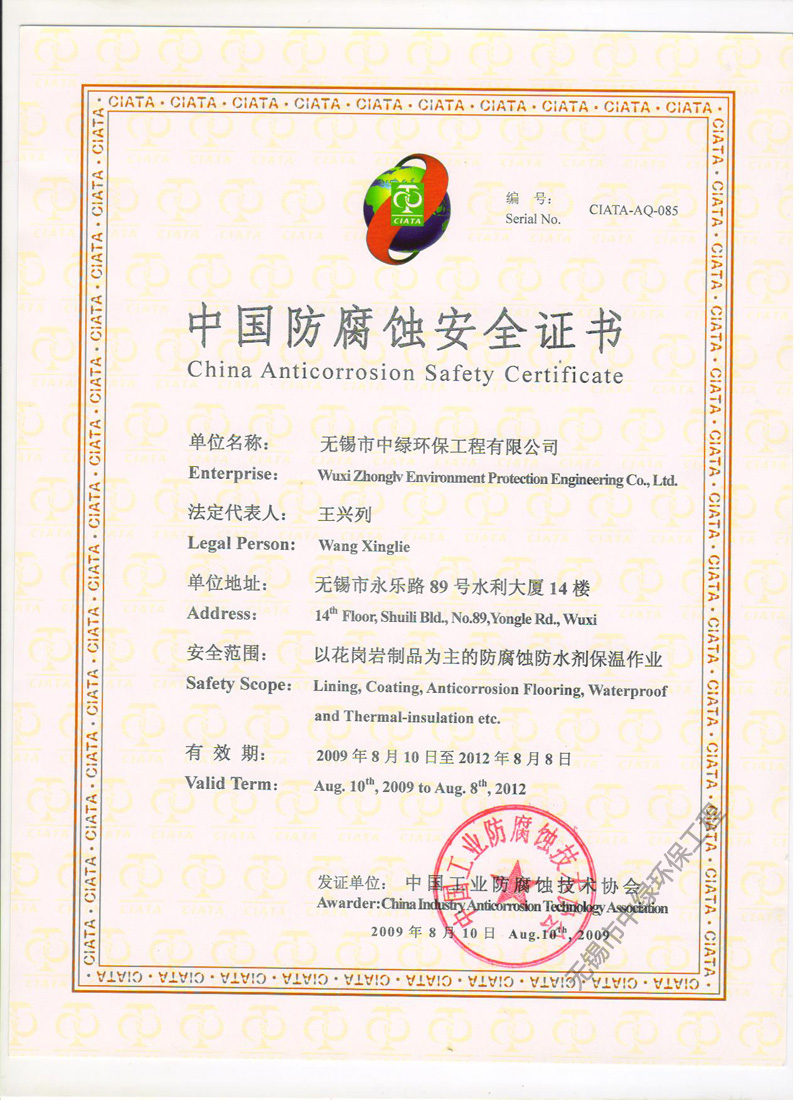 CIATA · CIATA · CIATA · CIATA · CIATA · CIATA · CIATA · CIATA · CIATA · CIATA
CIATA
编 号:
Serial No.
CIATA-AQ-085
中国防腐蚀安全证书
China Anticorrosion Safety Certificate
单位名称: 无锡市中绿环保工程有限公司
Enterprise: Wuxi Zhonglv Environment Protection Engineering Co., Ltd.
法定代表人: 王兴列
Legal Person: Wang Xinglie
单位地址: 无锡市永乐路 89 号水利大厦 14 楼
Address: 14th Floor, Shuili Bld., No.89,Yongle Rd., Wuxi
安全范围: 以花岗岩制品为主的防腐蚀防水剂保温作业
Safety Scope: Lining, Coating, Anticorrosion Flooring, Waterproof
and Thermal-insulation etc.
有 效 期: 2009 年 8 月 10 日至 2012 年 8 月 8 日
Valid Term: Aug. 10th, 2009 to Aug. 8th, 2012
中国工业防腐蚀技术协会
发证单位: 中国工业防腐蚀技术协会
Awarder:China Industry Anticorrosion Technology Association
2009 年 8 月 10 日 Aug.10th, 2009
无锡市中绿环保工程